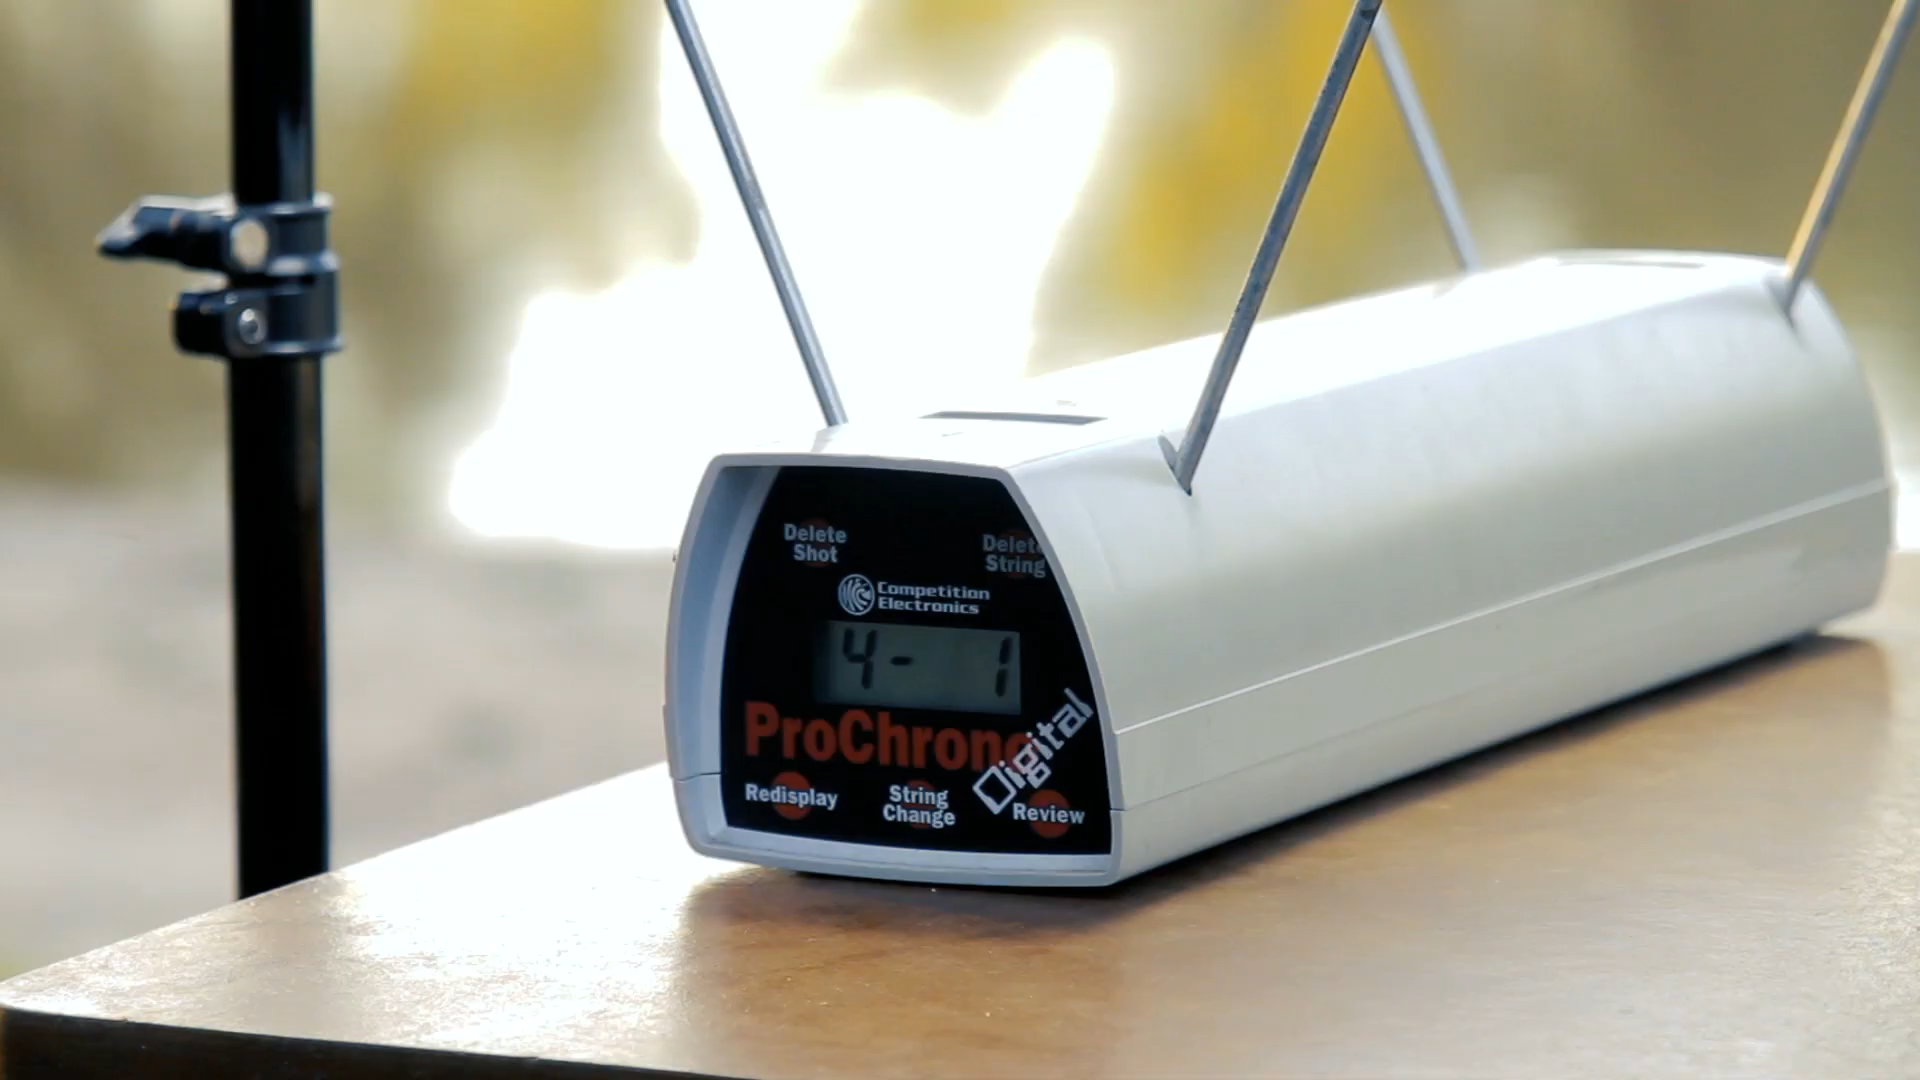 Delete
Shot
Delete
String
Competition
Electronics
4- 1
ProChrono
Digital
Redisplay
String
Change
Review